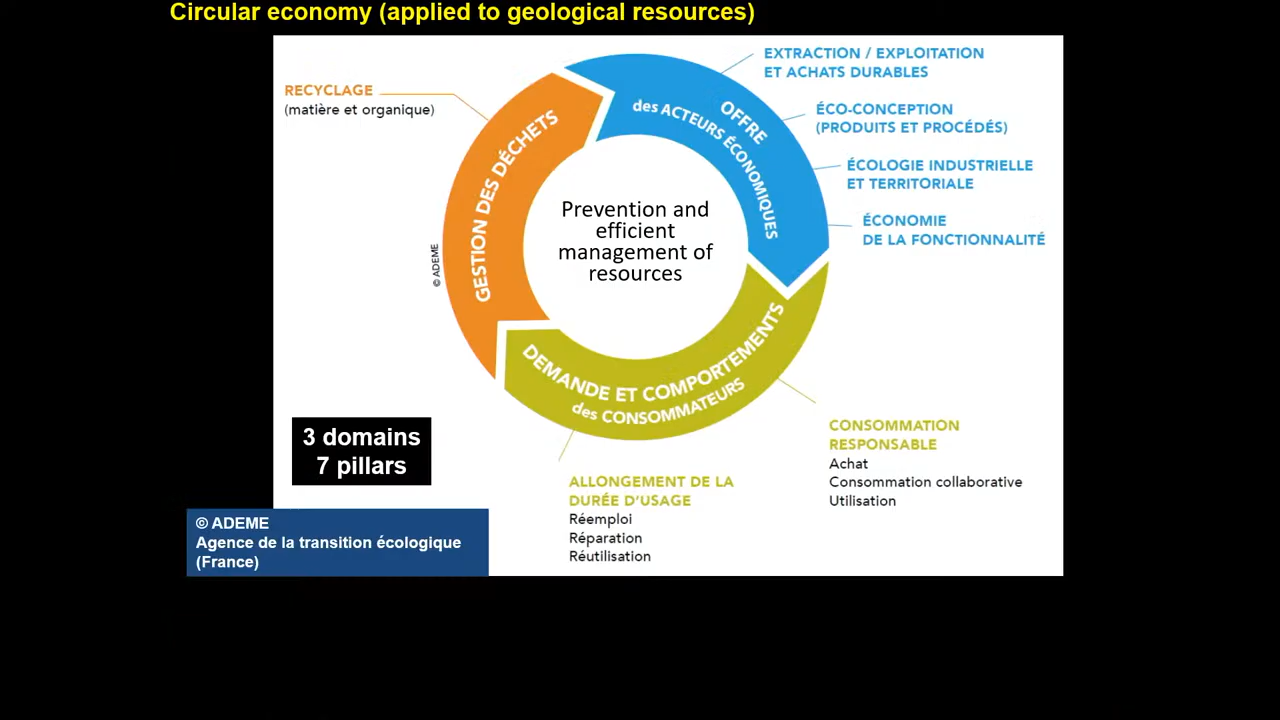 Circular economy (applied to geological resources)
RECYCLAGE
(matière et organique)
GESTION DES DÉCHETS
© ADEME
OFFRE
des ACTEURS ÉCONOMIQUES
EXTRACTION / EXPLOITATION
ET ACHATS DURABLES
ÉCO-CONCEPTION
(PRODUITS ET PROCÉDÉS)
ÉCOLOGIE INDUSTRIELLE
ET TERRITORIALE
ÉCONOMIE
DE LA FONCTIONNALITÉ
Prevention and
efficient
management of
resources
DEMANDE ET COMPORTEMENTS
des CONSOMMATEURS
CONSOMMATION
RESPONSABLE
Achat
Consommation collaborative
Utilisation
ALLONGEMENT DE LA
DURÉE D'USAGE
Réemploi
Réparation
Réutilisation
3 domains
7 pillars
© ADEME
Agence de la transition écologique
(France)